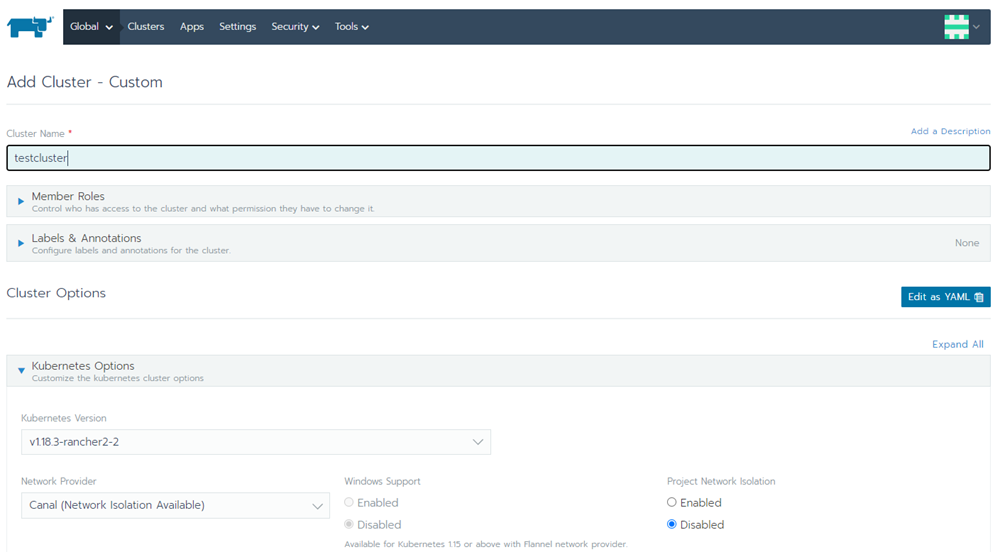 Global Clusters Apps Settings Security Tools
Add Cluster - Custom
Cluster Name *
Add a Description
testcluster
Member Roles
Control who has access to the cluster and what permission they have to change it.
Labels & Annotations
Configure labels and annotations for the cluster.
None
Cluster Options
Edit as YAML
Expand All
Kubernetes Options
Customize the kubernetes cluster options
Kubernetes Version
v1.18.3-rancher2-2
Network Provider
Canal (Network Isolation Available)
Windows Support
Enabled
Disabled
Available for Kubernetes 1.15 or above with Flannel network provider.
Project Network Isolation
Enabled
Disabled